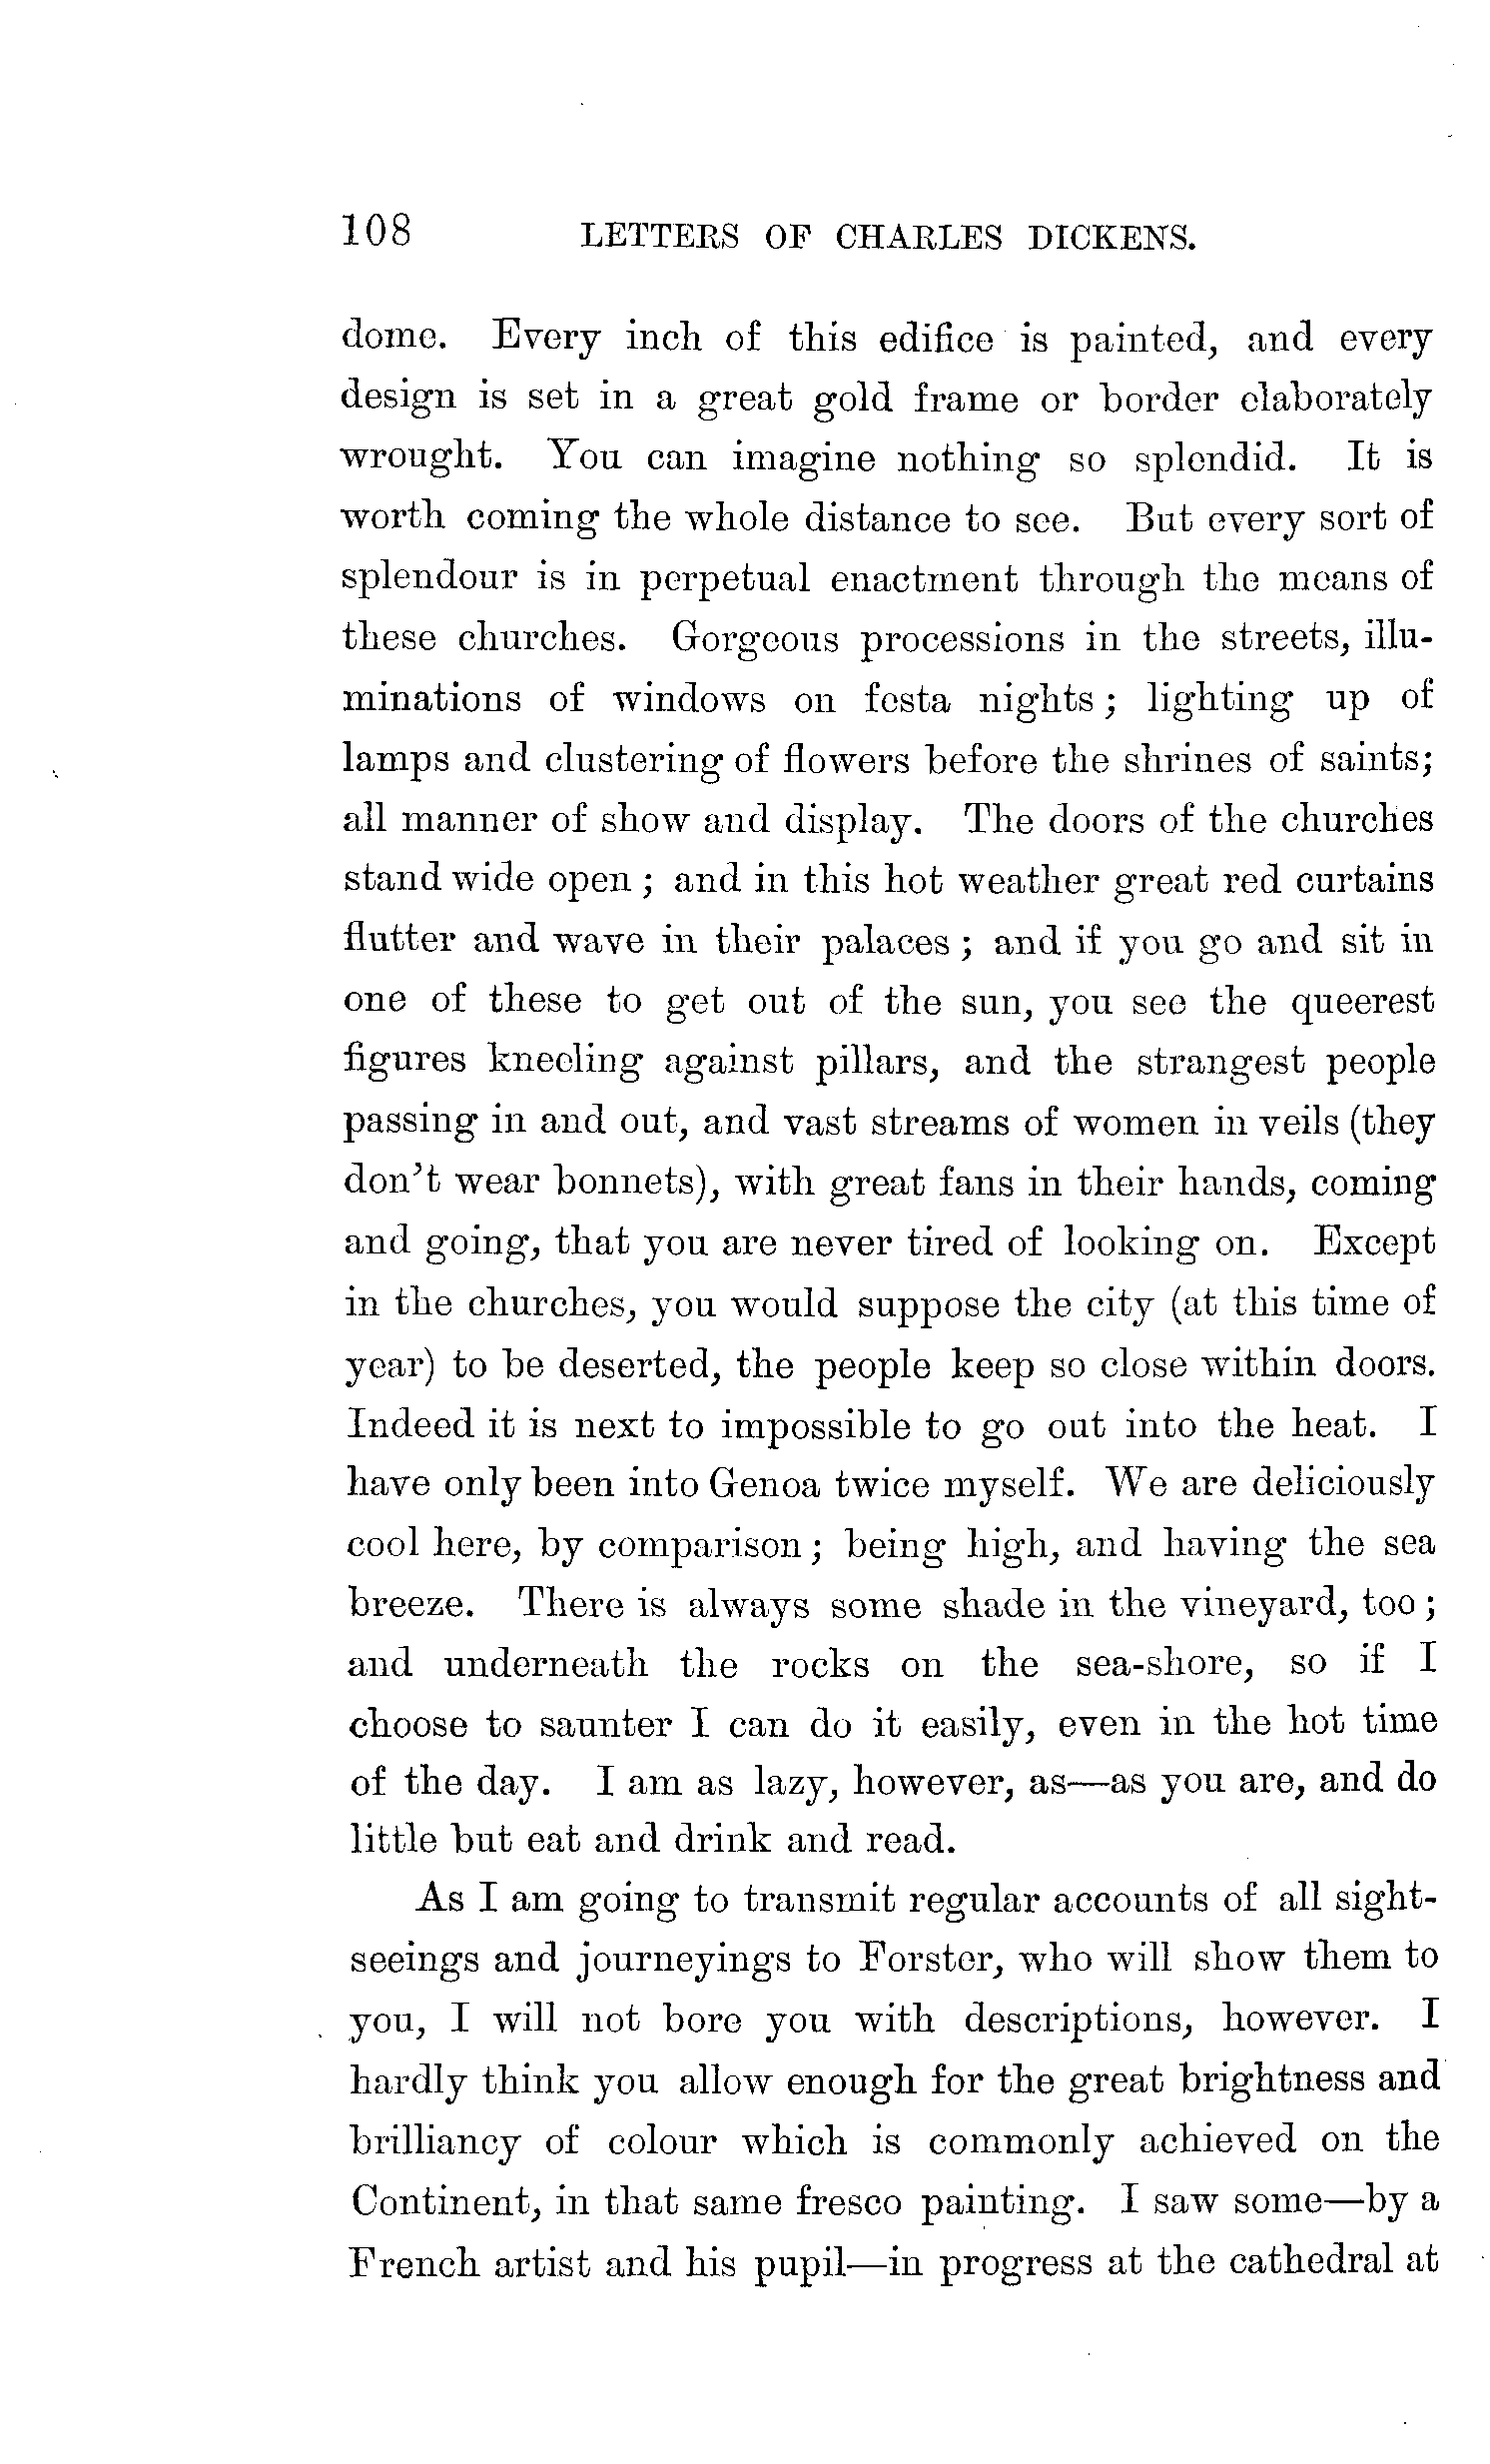 108 LETTERS OF CHARLES DICKENS.
dome. Every inch of this edifice is painted, and every
design is set in a great gold frame or border elaborately
wrought. You can imagine nothing so splendid. It is
worth coming the whole distance to see. But every sort of
splendour is in perpetual enactment through the means of
these churches. Gorgeous processions in the streets, illu-
minations of windows on festa nights; lighting up of
lamps and clustering of flowers before the shrines of saints;
all manner of show and display. The doors of the churches
stand wide open; and in this hot weather great red curtains
flutter and wave in their palaces; and if you go and sit in
one of these to get out of the sun, you see the queerest
figures kneeling against pillars, and the strangest people
passing in and out, and vast streams of women in veils (they
don't wear bonnets), with great fans in their hands, coming
and going, that you are never tired of looking on. Except
in the churches, you would suppose the city (at this time of
year) to be deserted, the people keep so close within doors.
Indeed it is next to impossible to go out into the heat. I
have only been into Genoa twice myself. We are deliciously
cool here, by comparison; being high, and having the sea
breeze. There is always some shade in the vineyard, too;
and underneath the rocks on the sea-shore, so if I
choose to saunter I can do it easily, even in the hot time
of the day. I am as lazy, however, as—as you are, and do
little but eat and drink and read.
As I am going to transmit regular accounts of all sight-
seeings and journeyings to Forster, who will show them to
you, I will not bore you with descriptions, however. I
hardly think you allow enough for the great brightness and
brilliancy of colour which is commonly achieved on the
Continent, in that same fresco painting. I saw some—by a
French artist and his pupil—in progress at the cathedral at